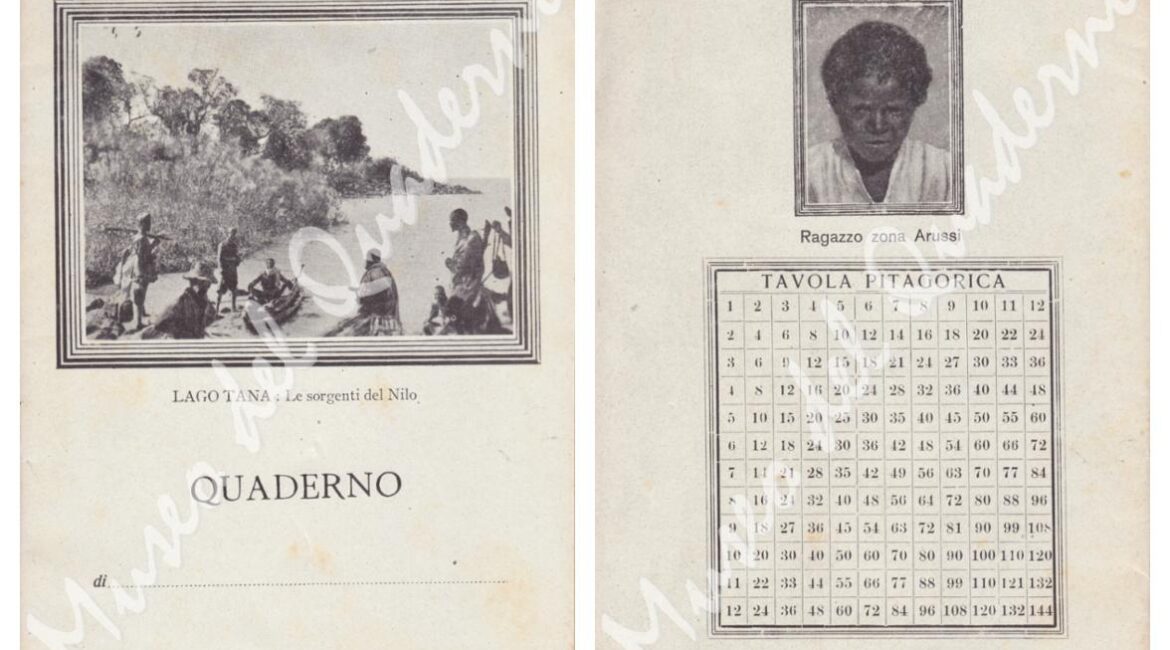 LAGO TANA : Le sorgenti del Nilo
QUADERNO
di
Museo del Quaderno
Ragazzo zona Arussi
TAVOLA PITAGORICA
1 2 3 4 5 6 7 8 9 10 11 12
2 4 6 8 10 12 14 16 18 20 22 24
3 6 9 12 15 18 21 24 27 30 33 36
4 8 12 16 20 24 28 32 36 40 44 48
5 10 15 20 25 30 35 40 45 50 55 60
6 12 18 24 30 36 42 48 54 60 66 72
7 14 21 28 35 42 49 56 63 70 77 84
8 16 24 32 40 48 56 64 72 80 88 96
9 18 27 36 45 54 63 72 81 90 99 108
10 20 30 40 50 60 70 80 90 100 110 120
11 22 33 44 55 66 77 88 99 110 121 132
12 24 36 48 60 72 84 96 108 120 132 144
Museo del Quaderno